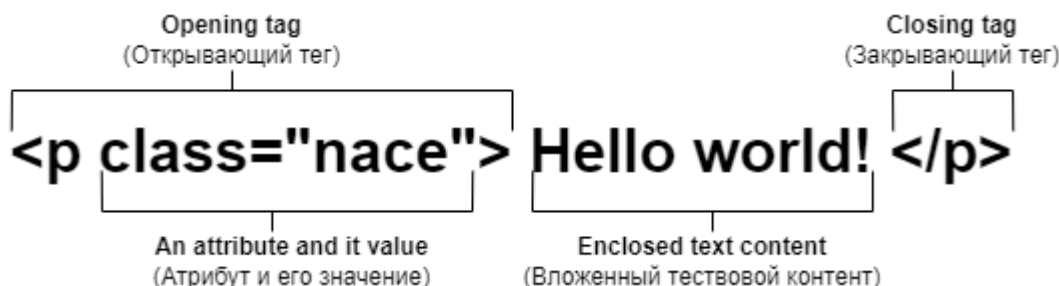 Opening tag
(Открывающий тег)
Closing tag
(Закрывающий тег)
<p class="nace"> Hello world! </p>
An attribute and it value
(Атрибут и его значение)
Enclosed text content
(Вложенный тествовой контент)